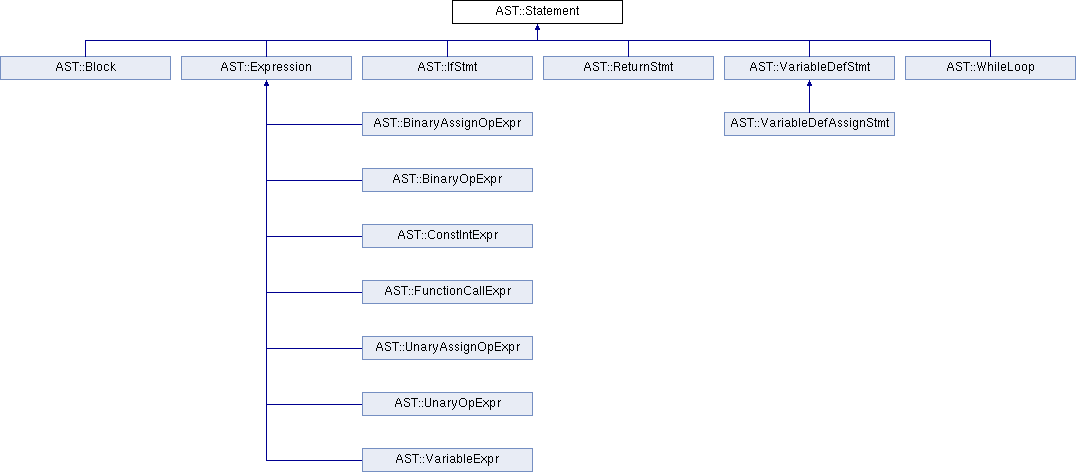 AST::Statement
AST::Block
AST::Expression
AST::IfStmt
AST::ReturnStmt
AST::VariableDefStmt
AST::WhileLoop
AST::BinaryAssignOpExpr
AST::VariableDefAssignStmt
AST::BinaryOpExpr
AST::ConstIntExpr
AST::FunctionCallExpr
AST::UnaryAssignOpExpr
AST::UnaryOpExpr
AST::VariableExpr